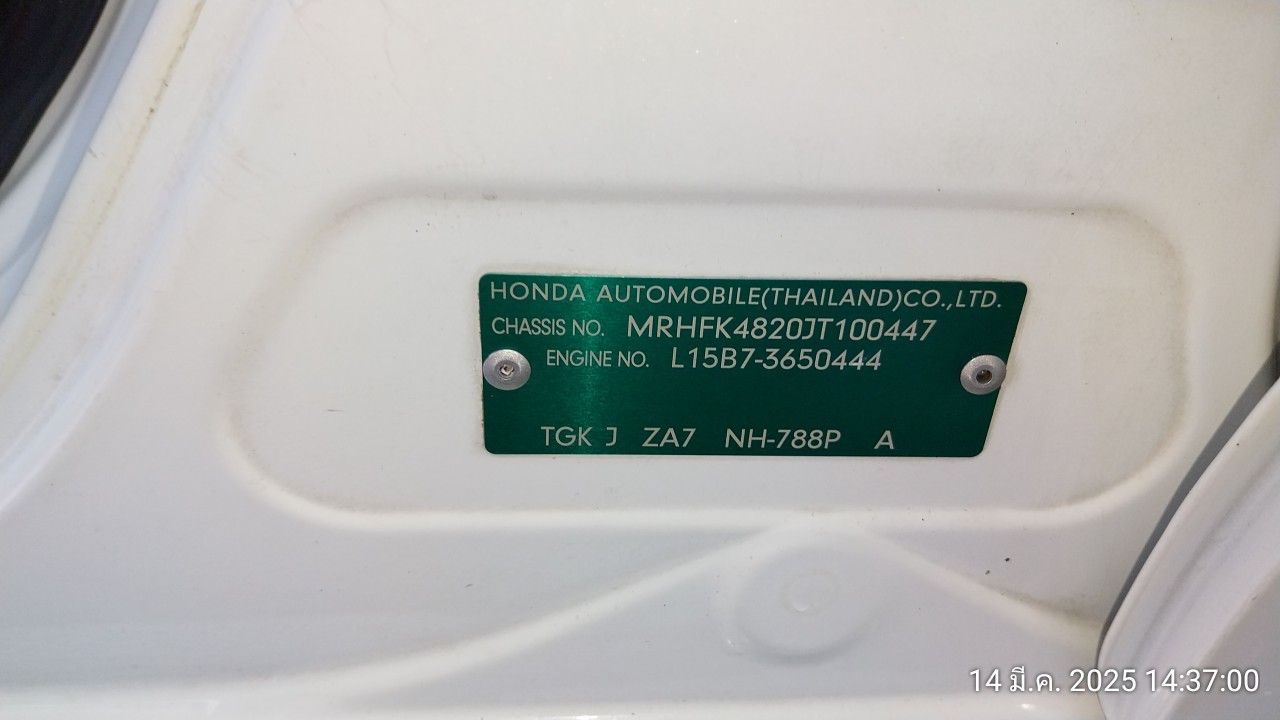 HONDA AUTOMOBILE(THAILAND)CO.,LTD.
CHASSIS NO. MRHFK4820JT100447
ENGINE NO. L15B7-3650444
TGK J ZA7 NH-788P A
14 มี.ค. 2025 14:37:00